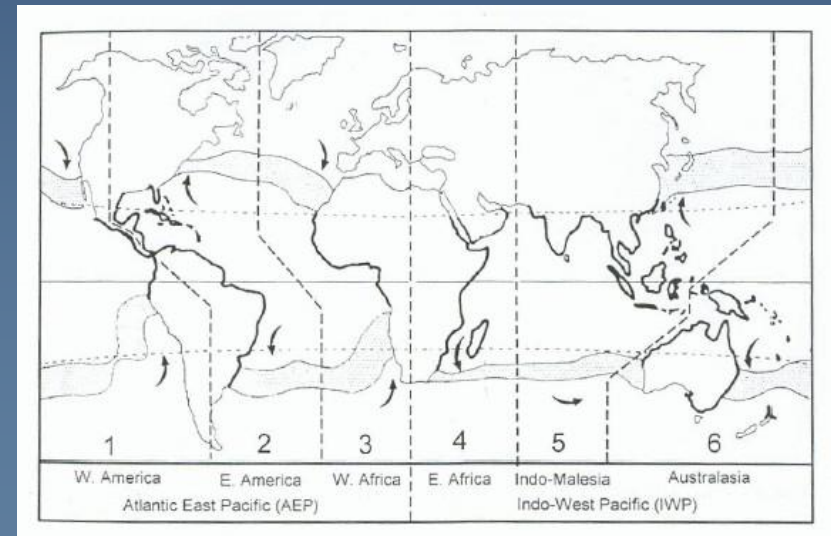 1 2 3 4 5 6
W. America E. America W. Africa E. Africa Indo-Malesia Australasia
Atlantic East Pacific (AEP) Indo-West Pacific (IWP)